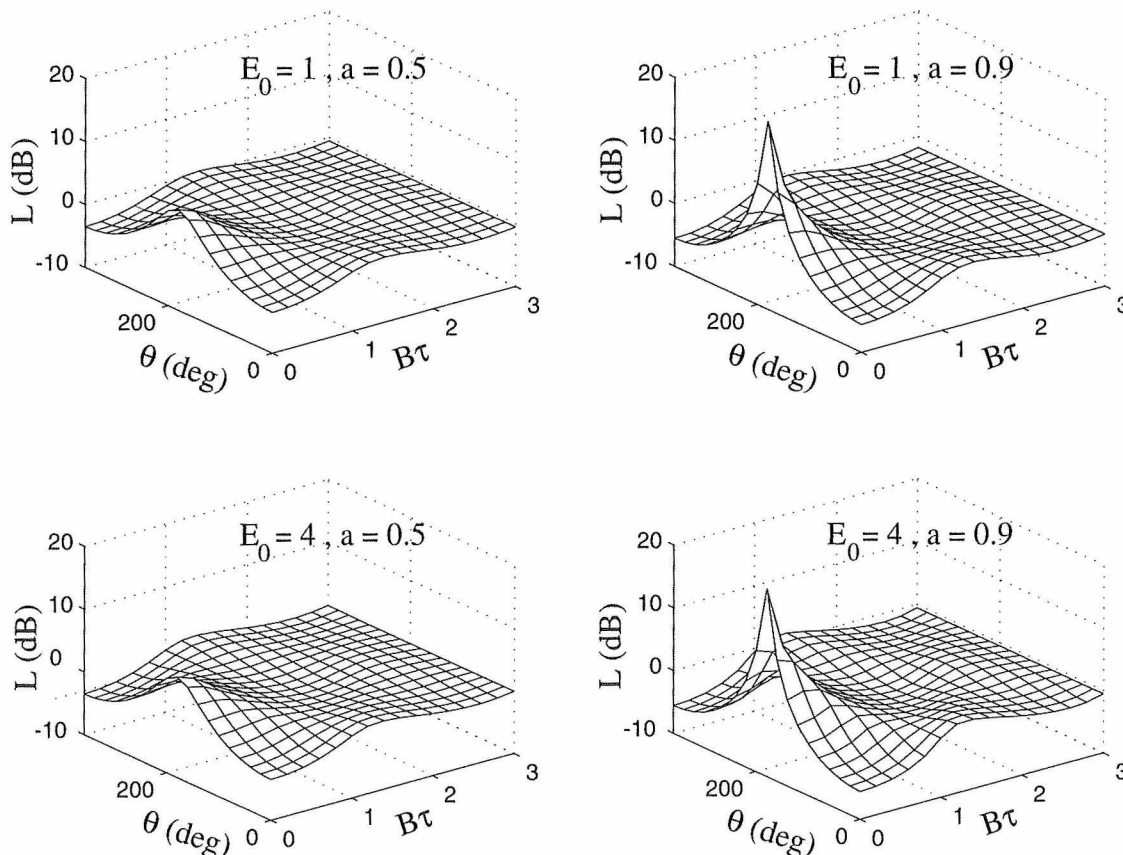 E₀ = 1 , a = 0.5
L (dB)
20
10
0
-10
200
0
θ (deg)
0
1
2
3
Bτ
E₀ = 1 , a = 0.9
L (dB)
20
10
0
-10
200
0
θ (deg)
0
1
2
3
Bτ
E₀ = 4 , a = 0.5
L (dB)
20
10
0
-10
200
0
θ (deg)
0
1
2
3
Bτ
E₀ = 4 , a = 0.9
L (dB)
20
10
0
-10
200
0
θ (deg)
0
1
2
3
Bτ